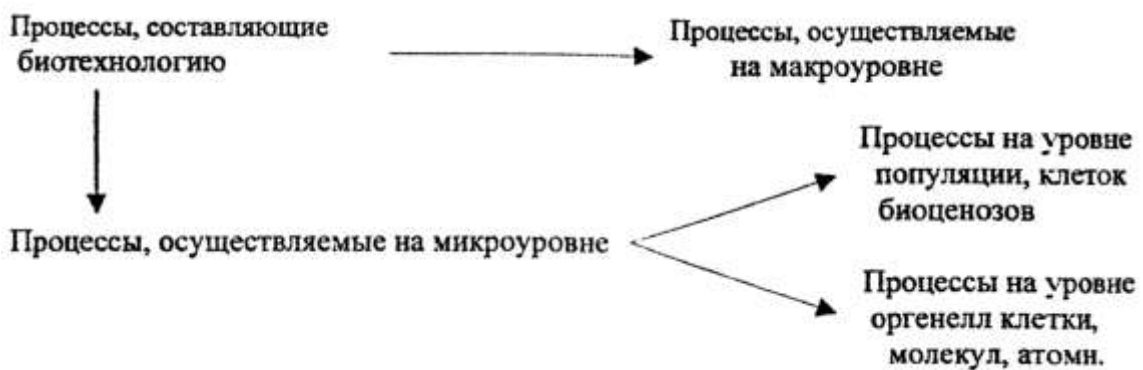 Процессы, составляющие
биотехнологию
Процессы, осуществляемые
на макроуровне
Процессы на уровне
популяции, клеток
биоценозов
Процессы, осуществляемые на микроуровне
Процессы на уровне
оргенелл клетки,
молекул, атомн.